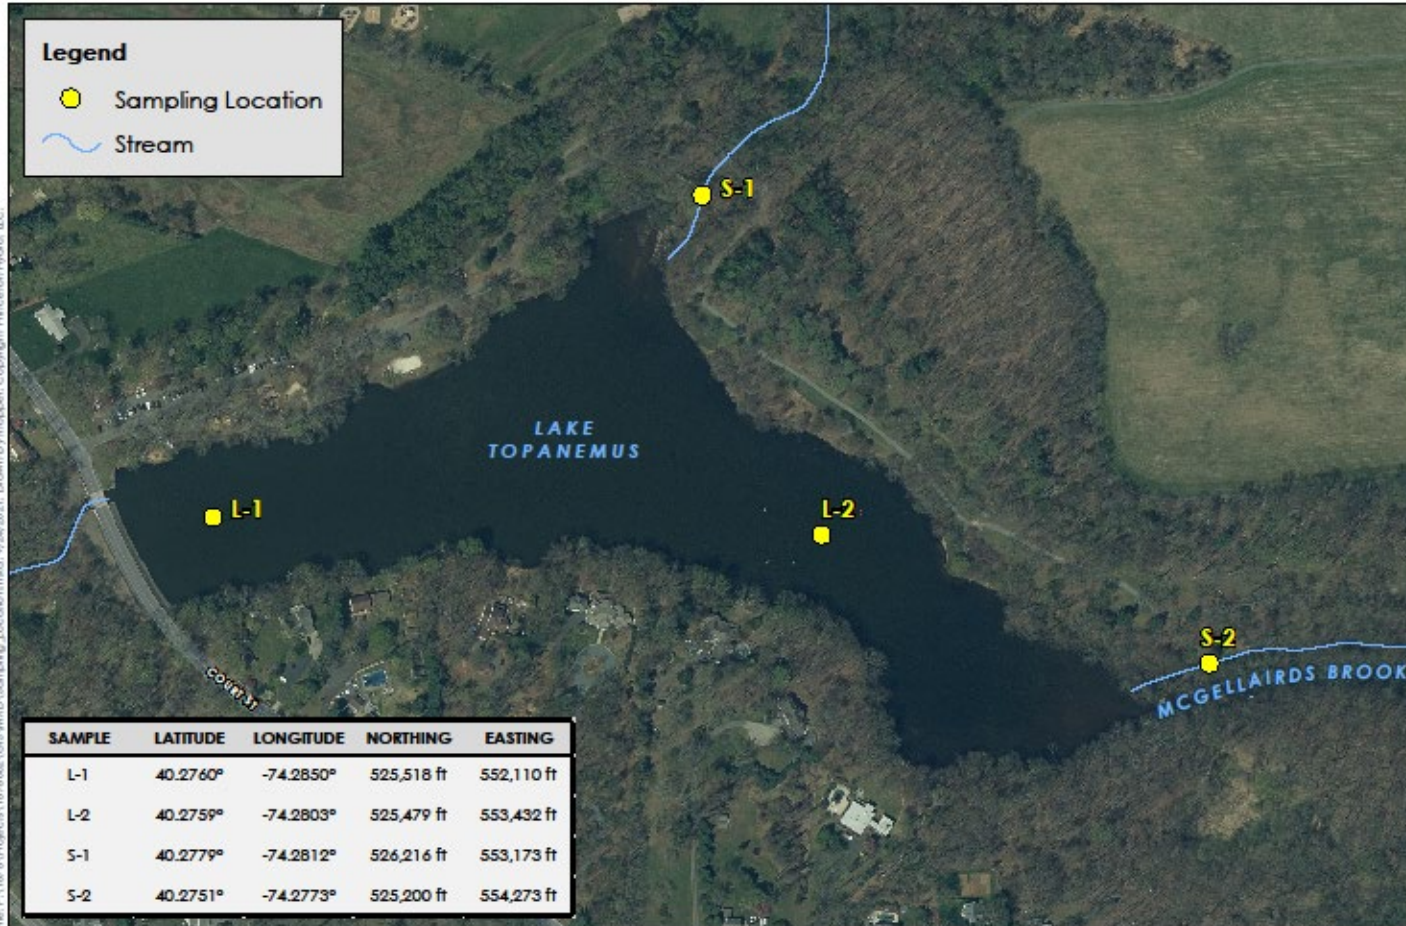 Legend
Sampling Location
Stream
S-1
LAKE
TOPANEMUS
L-1
L-2
S-2
MCGELLAIRDS BROOK
COURT ST
SAMPLE LATITUDE LONGITUDE NORTHING EASTING
L-1 40.2760° -74.2850° 525,518 ft 552,110 ft
L-2 40.2759° -74.2803° 525,479 ft 553,432 ft
S-1 40.2779° -74.2812° 526,216 ft 553,173 ft
S-2 40.2751° -74.2773° 525,200 ft 554,273 ft